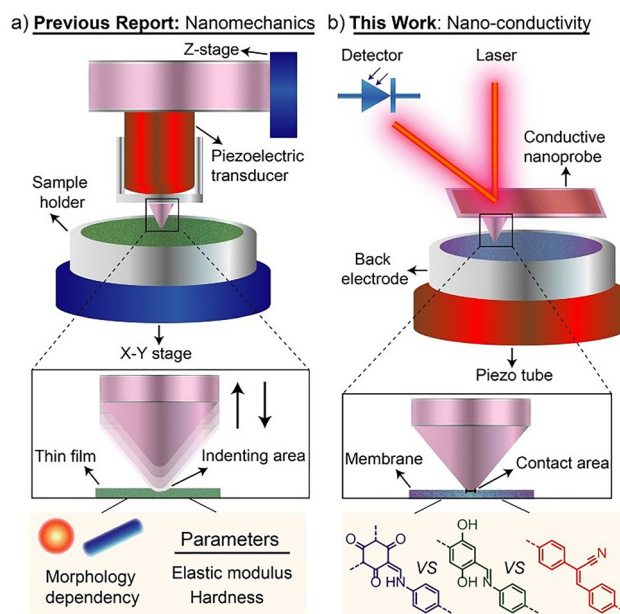 a) Previous Report: Nanomechanics
Z-stage
Piezoelectric
transducer
Sample
holder
X-Y stage
Thin film
Indenting area
Morphology
dependency
Parameters
Elastic modulus
Hardness
b) This Work: Nano-conductivity
Detector
Laser
Conductive
nanoprobe
Back
electrode
Piezo tube
Membrane
Contact area
O
O
O
HN
VS
OH
OH
N
VS
CN